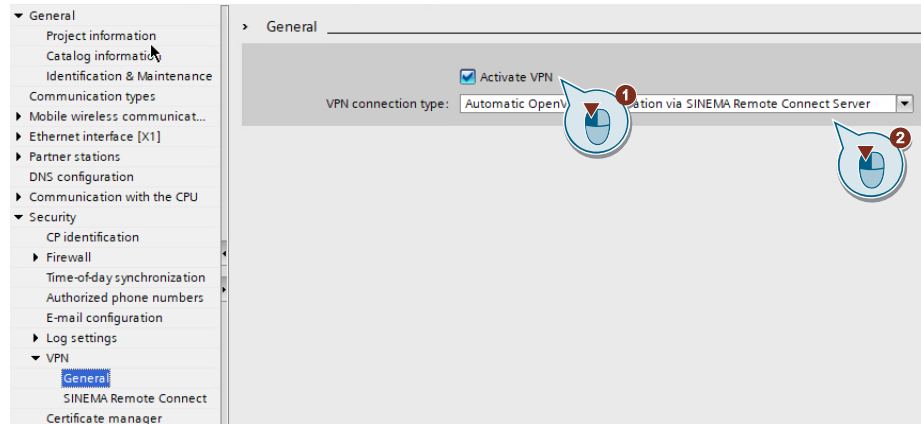 General
Project information
Catalog information
Identification & Maintenance
Communication types
Mobile wireless communicat...
Ethernet interface [X1]
Partner stations
DNS configuration
Communication with the CPU
Security
CP identification
Firewall
Time-of-day synchronization
Authorized phone numbers
E-mail configuration
Log settings
VPN
General
SINEMA Remote Connect
Certificate manager
General
Activate VPN
1
VPN connection type: Automatic OpenV ation via SINEMA Remote Connect Server
2